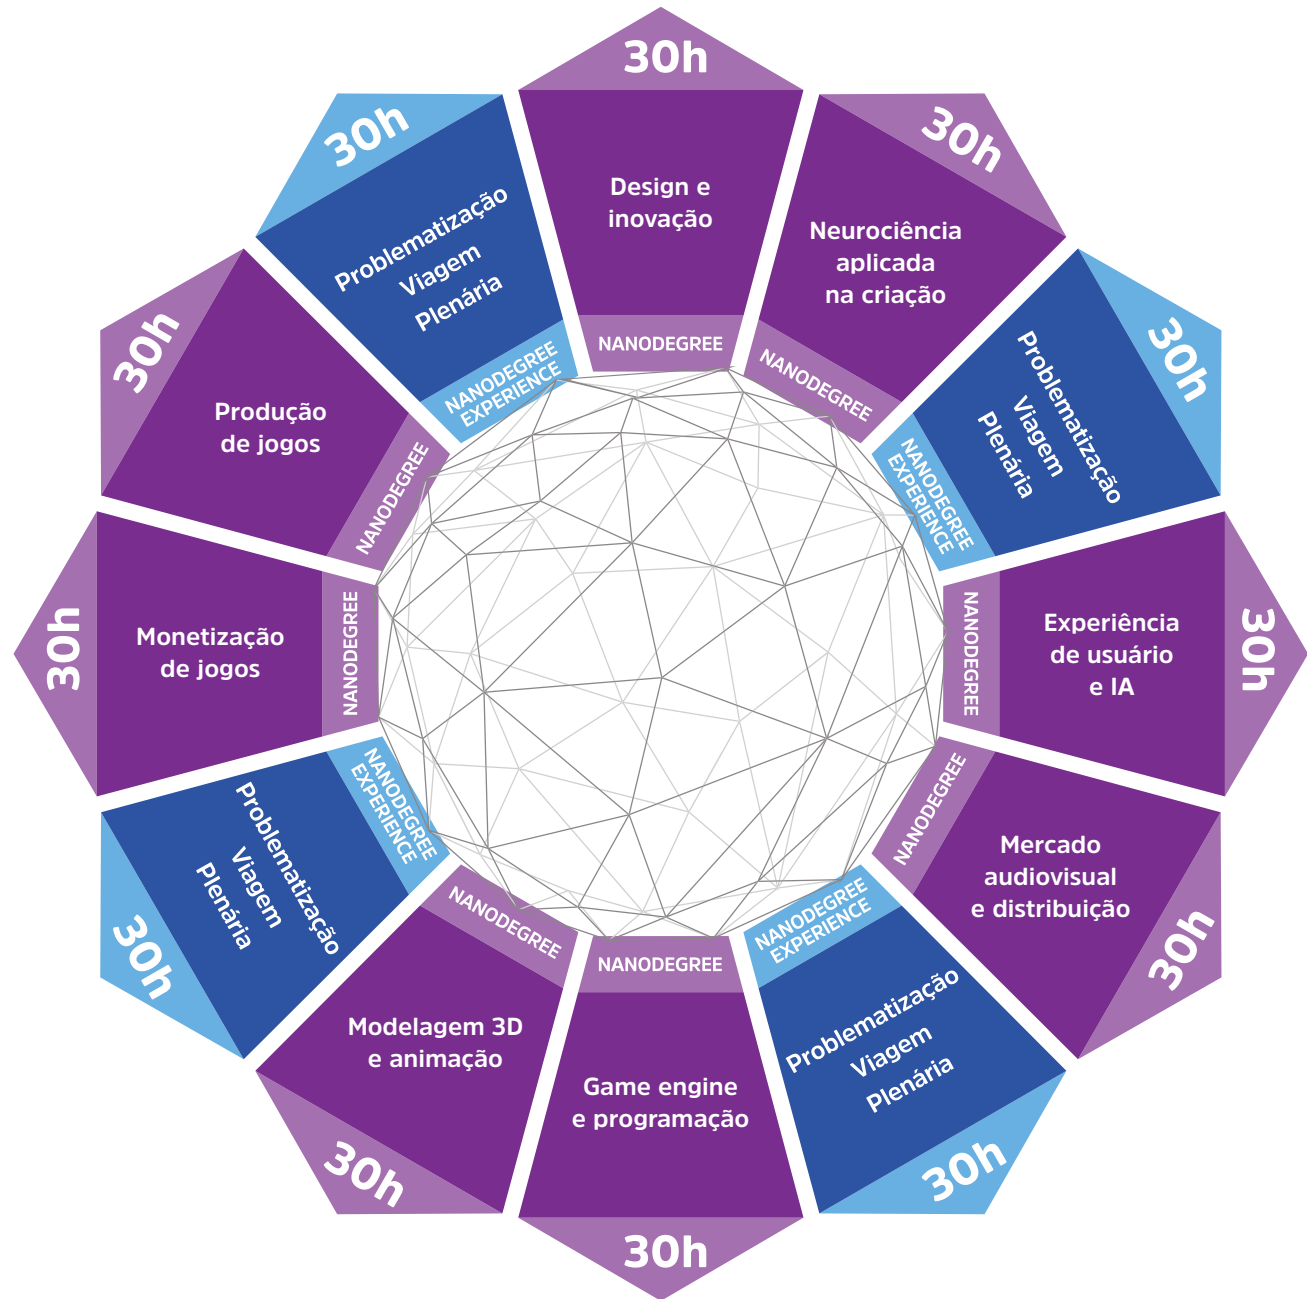 30h
Design e
inovação
NANODEGREE
30h
Neurociência
aplicada
na criação
NANODEGREE
30h
Problematização
Viagem
Plenária
NANODEGREE
EXPERIENCE
30h
Experiência
de usuário
e IA
NANODEGREE
30h
Mercado
audiovisual
e distribuição
NANODEGREE
30h
Problematização
Viagem
Plenária
NANODEGREE
EXPERIENCE
30h
Game engine
e programação
NANODEGREE
30h
Modelagem 3D
e animação
NANODEGREE
30h
Problematização
Viagem
Plenária
NANODEGREE
EXPERIENCE
30h
Monetização
de jogos
NANODEGREE
30h
Produção
de jogos
NANODEGREE
30h
Problematização
Viagem
Plenária
NANODEGREE
EXPERIENCE